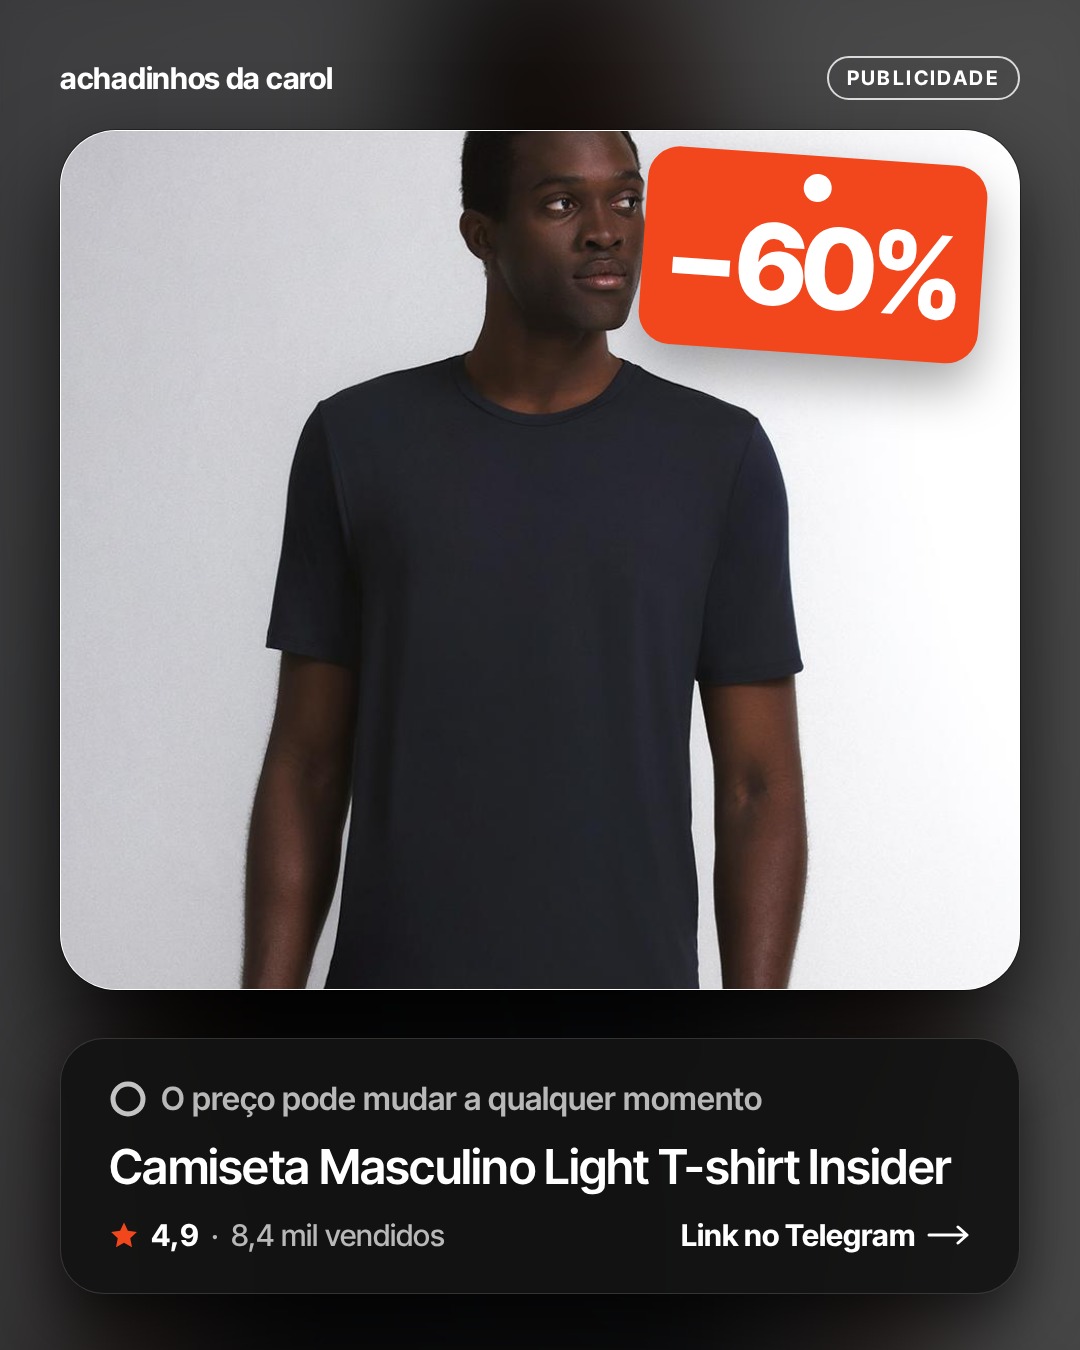 achadinhos da carol
PUBLICIDADE
–60%
O preço pode mudar a qualquer momento
Camiseta Masculino Light T-shirt Insider
4,9 · 8,4 mil vendidos
Link no Telegram →